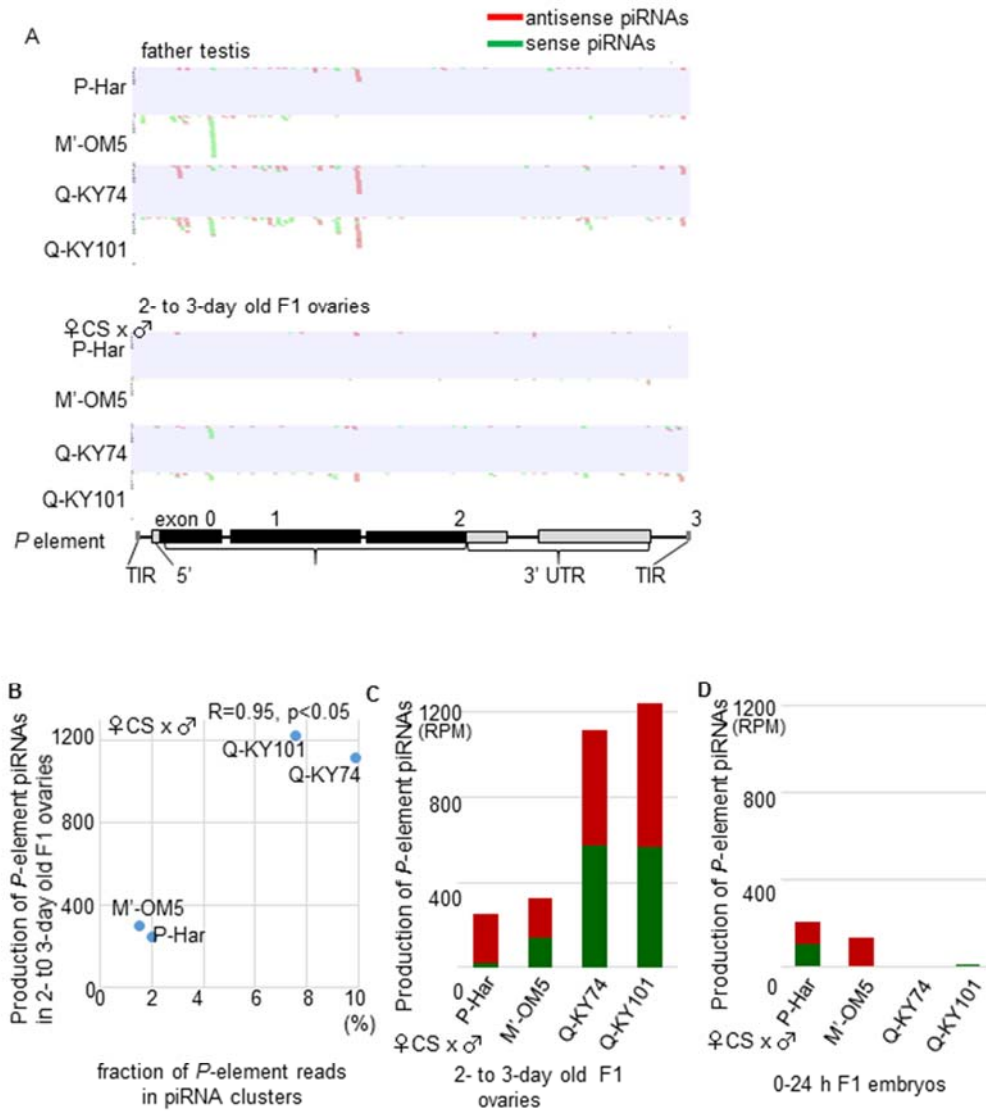 antisense piRNAs
sense piRNAs
A
father testis
P-Har
M'-OM5
Q-KY74
Q-KY101
2- to 3-day old F1 ovaries
♀CS x ♂
P-Har
M'-OM5
Q-KY74
Q-KY101
exon 0 1 2 3
P element
TIR 5' 3' UTR TIR
B
Production of P-element piRNAs
in 2- to 3-day old F1 ovaries
♀CS x ♂
R=0.95, p<0.05
1200
800
400
0
Q-KY101
Q-KY74
M'-OM5
P-Har
0 2 4 6 8 10
(%)
fraction of P-element reads
in piRNA clusters
C
Production of P-element piRNAs
1200
(RPM)
800
400
0
P-Har
M'-OM5
Q-KY74
Q-KY101
♀CS x ♂
2- to 3-day old F1
ovaries
D
Production of P-element piRNAs
1200
(RPM)
800
400
0
P-Har
M'-OM5
Q-KY74
Q-KY101
♀CS x ♂
0-24 h F1 embryos